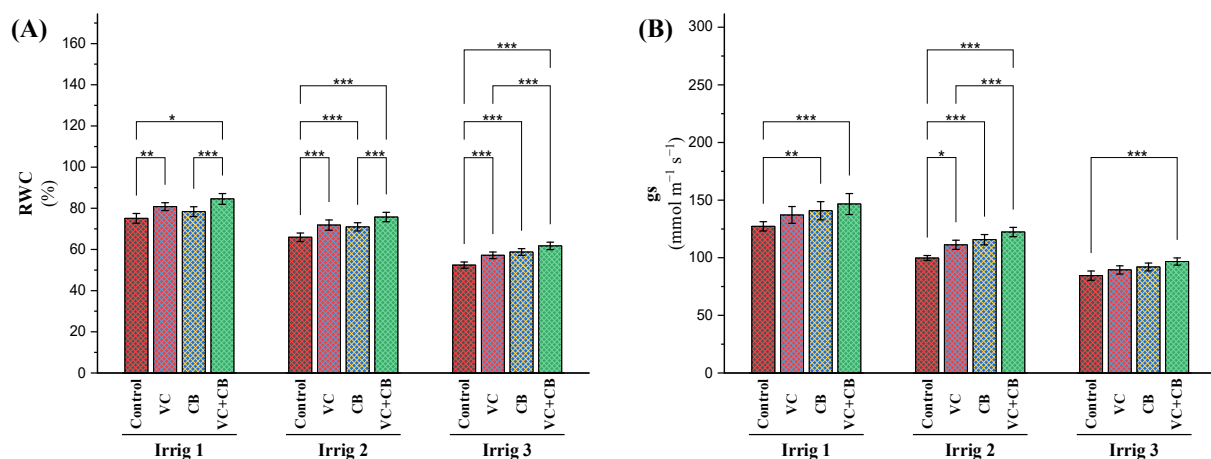 (A)
RWC
(%)
160
140
120
100
80
60
40
20
0
*
**
***
***
***
***
***
***
***
***
***
Control
VC
CB
VC+CB
Irrig 1
Control
VC
CB
VC+CB
Irrig 2
Control
VC
CB
VC+CB
Irrig 3
(B)
gs
(mmol m⁻¹ s⁻¹)
300
250
200
150
100
50
0
***
**
***
***
***
*
***
Control
VC
CB
VC+CB
Irrig 1
Control
VC
CB
VC+CB
Irrig 2
Control
VC
CB
VC+CB
Irrig 3